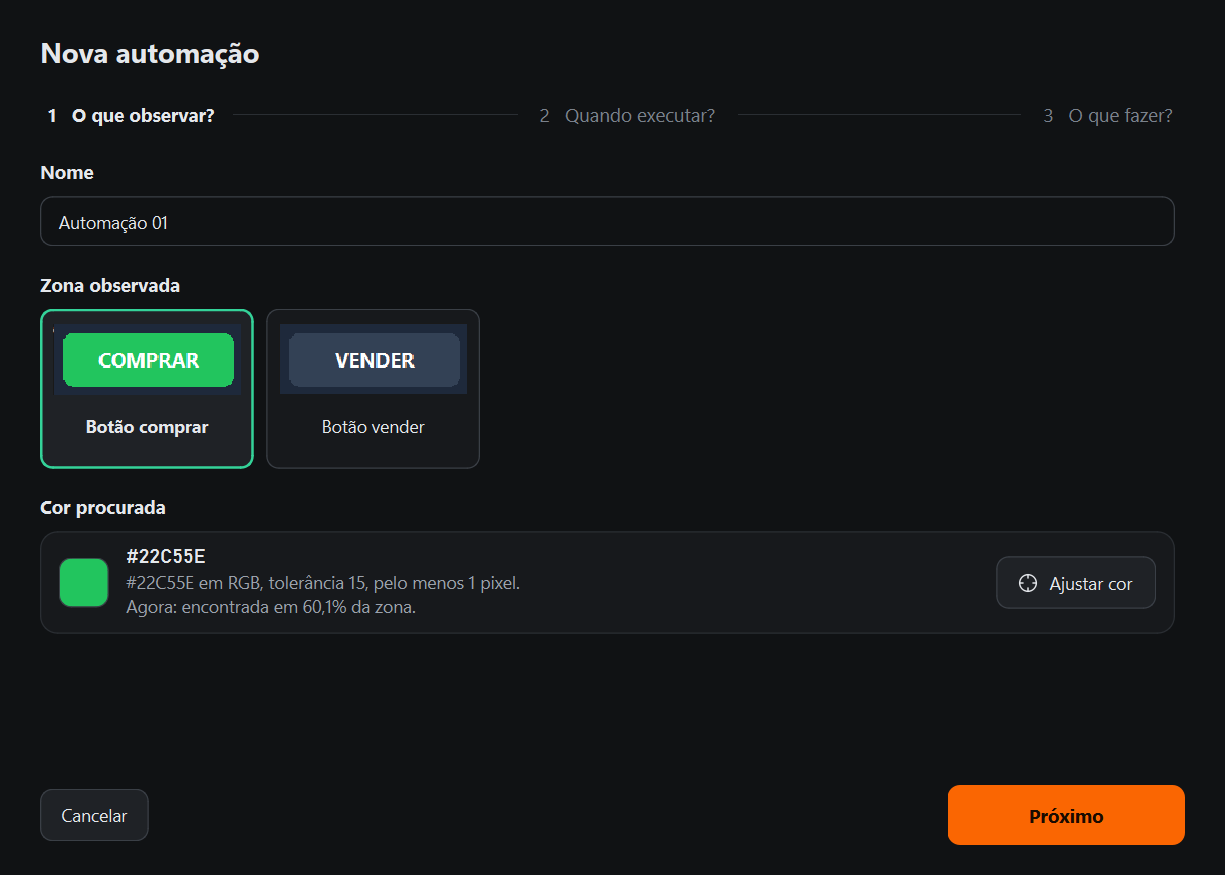 Nova automação
1 O que observar?
2 Quando executar?
3 O que fazer?
Nome
Automação 01
Zona observada
COMPRAR
VENDER
Botão comprar
Botão vender
Cor procurada
#22C55E
#22C55E em RGB, tolerância 15, pelo menos 1 pixel.
Agora: encontrada em 60,1% da zona.
Ajustar cor
Cancelar
Próximo